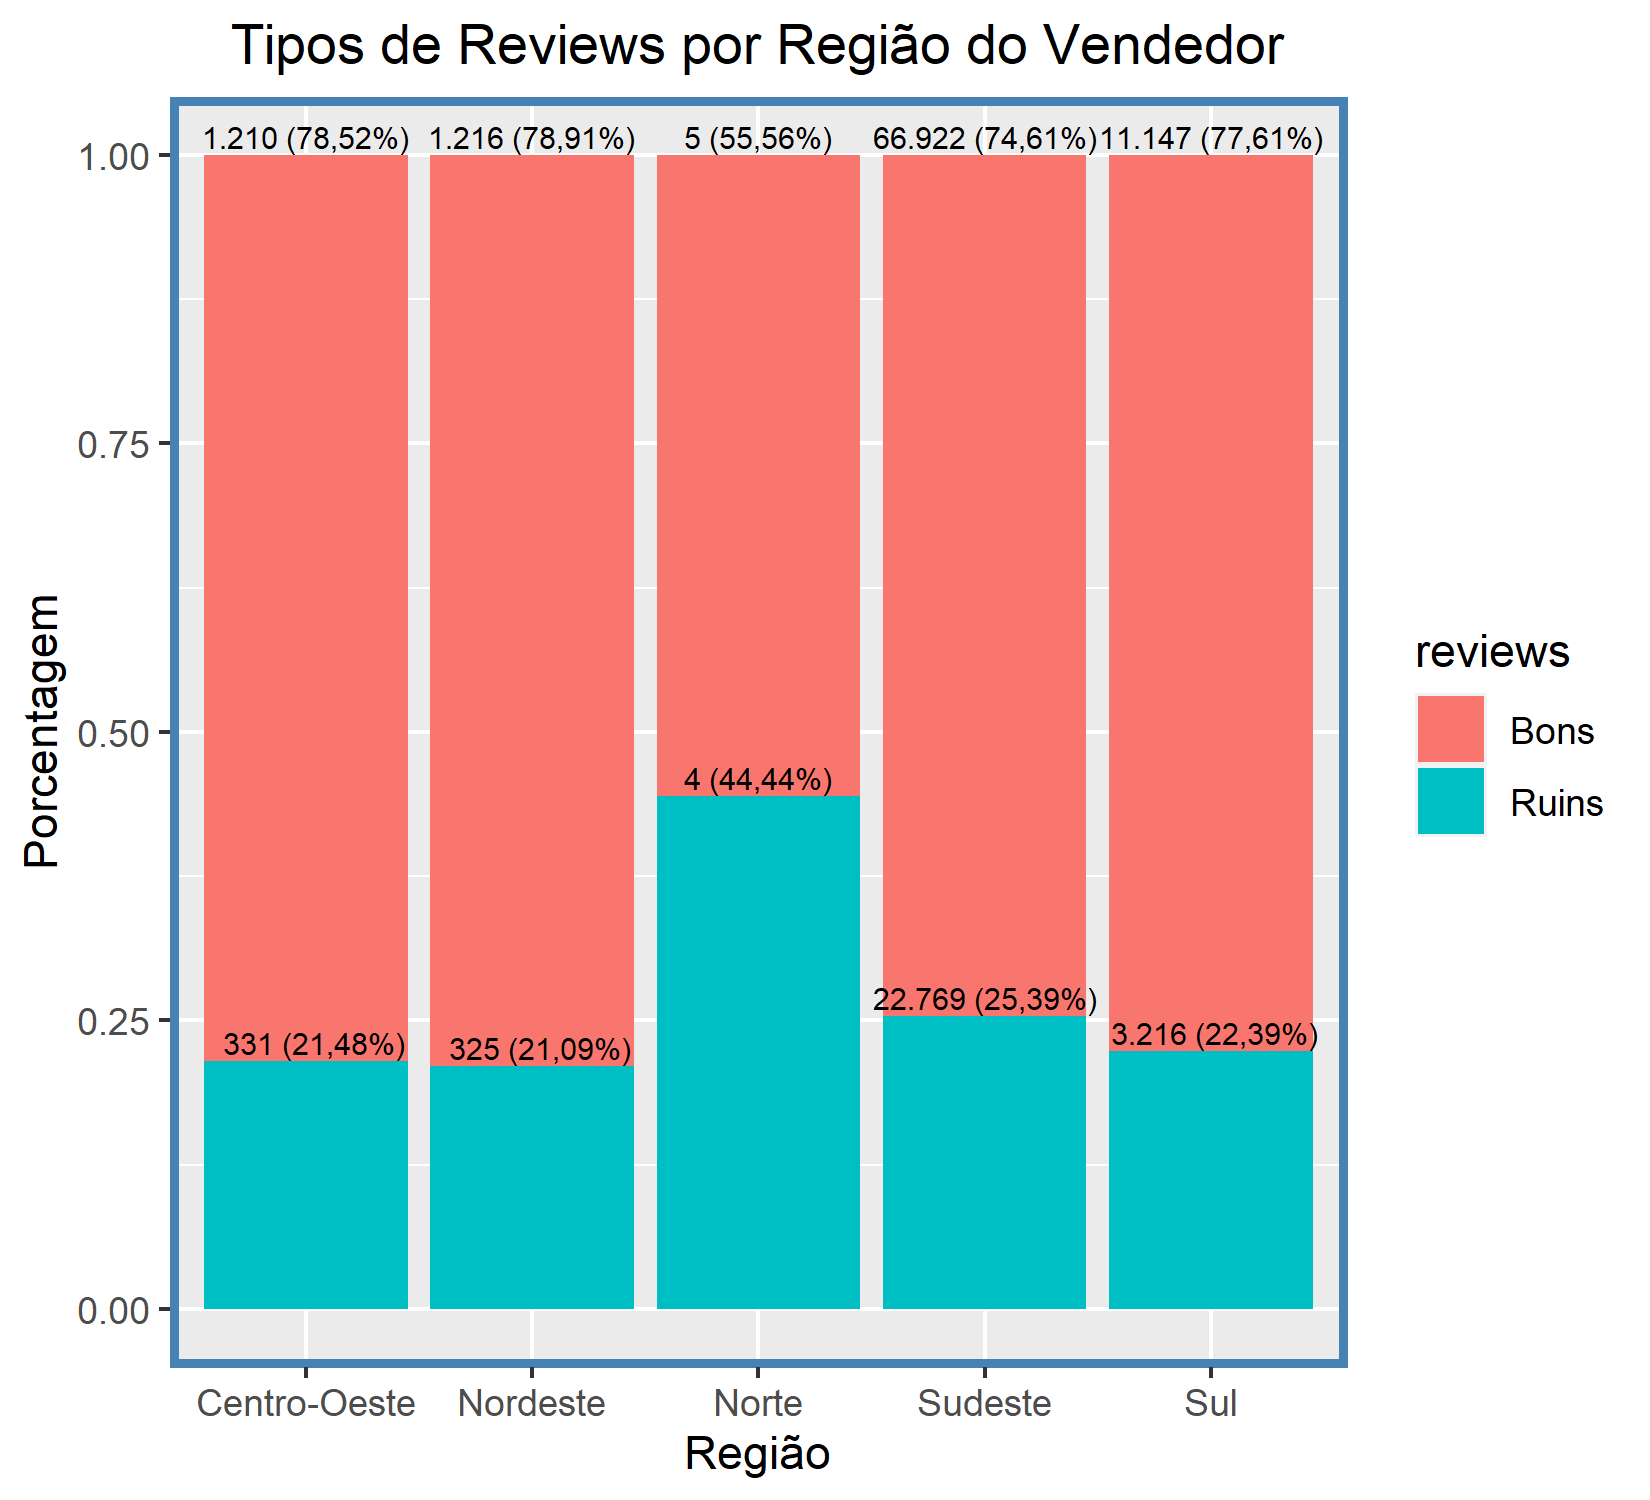 Tipos de Reviews por Região do Vendedor
1.210 (78,52%) 1.216 (78,91%) 5 (55,56%) 66.922 (74,61%) 11.147 (77,61%)
1.00
0.75
0.50
0.25
0.00
Porcentagem
4 (44,44%)
22.769 (25,39%)
3.216 (22,39%)
331 (21,48%)
325 (21,09%)
Centro-Oeste Nordeste Norte Sudeste Sul
Região
reviews
Bons
Ruins